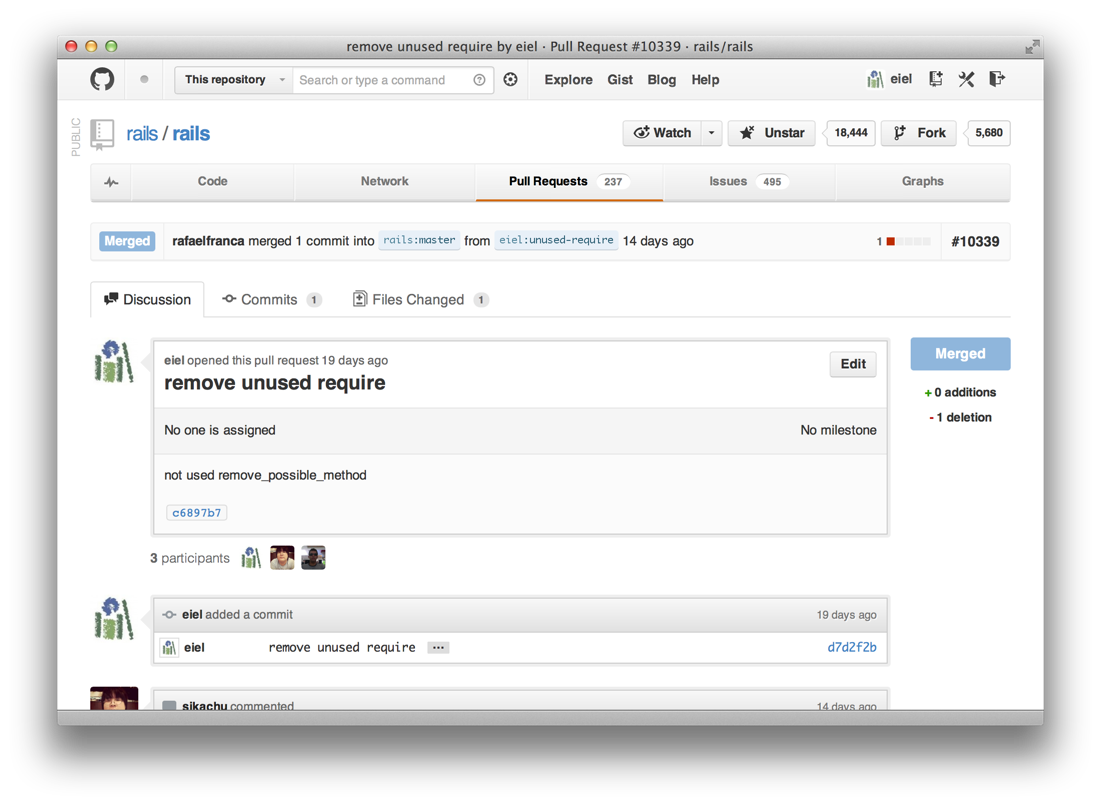 remove unused require by eiel · Pull Request #10339 · rails/rails
This repository Search or type a command Explore Gist Blog Help eiel
PUBLIC
rails / rails Watch Unstar 18,444 Fork 5,680
Code Network Pull Requests 237 Issues 495 Graphs
Merged rafaelfranca merged 1 commit into rails:master from eiel:unused-require 14 days ago 1 #10339
Discussion Commits 1 Files Changed 1
eiel opened this pull request 19 days ago
remove unused require
Edit
Merged
No one is assigned No milestone
+ 0 additions
- 1 deletion
not used remove_possible_method
c6897b7
3 participants
eiel added a commit 19 days ago
eiel remove unused require ... d7d2f2b
sikachu commented 14 days ago